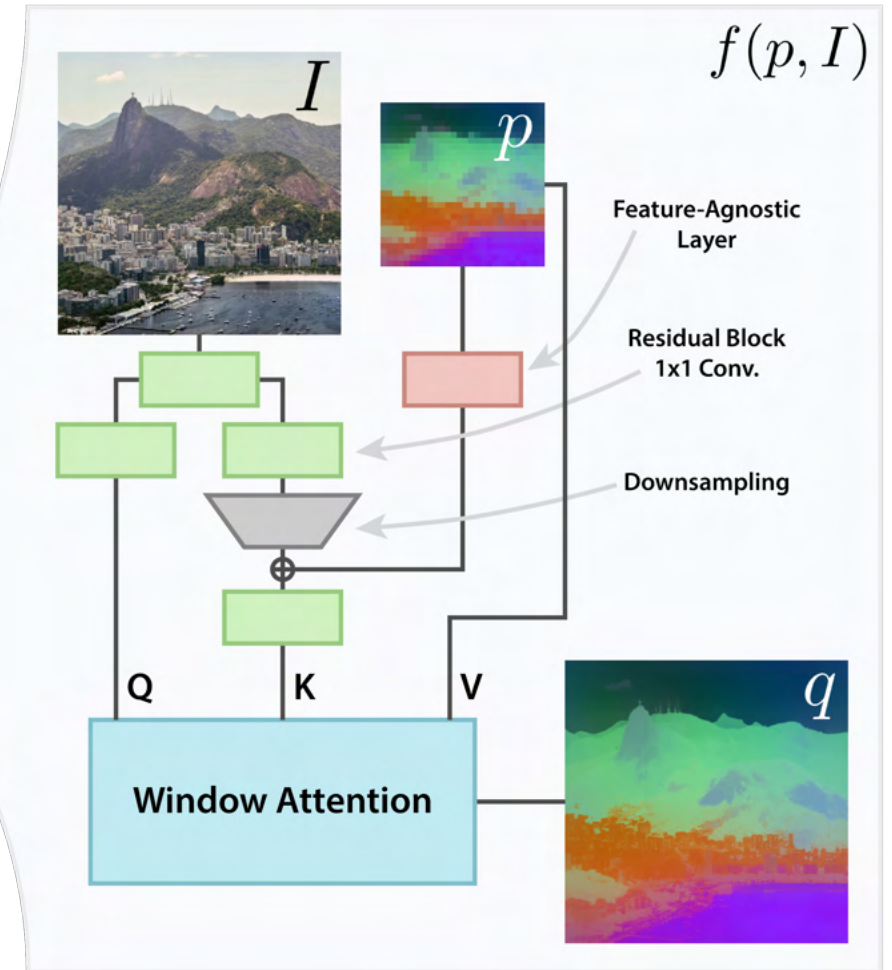 f(p, I)
I
p
Feature-Agnostic
Layer
Residual Block
1x1 Conv.
Downsampling
Q
K
V
q
Window Attention